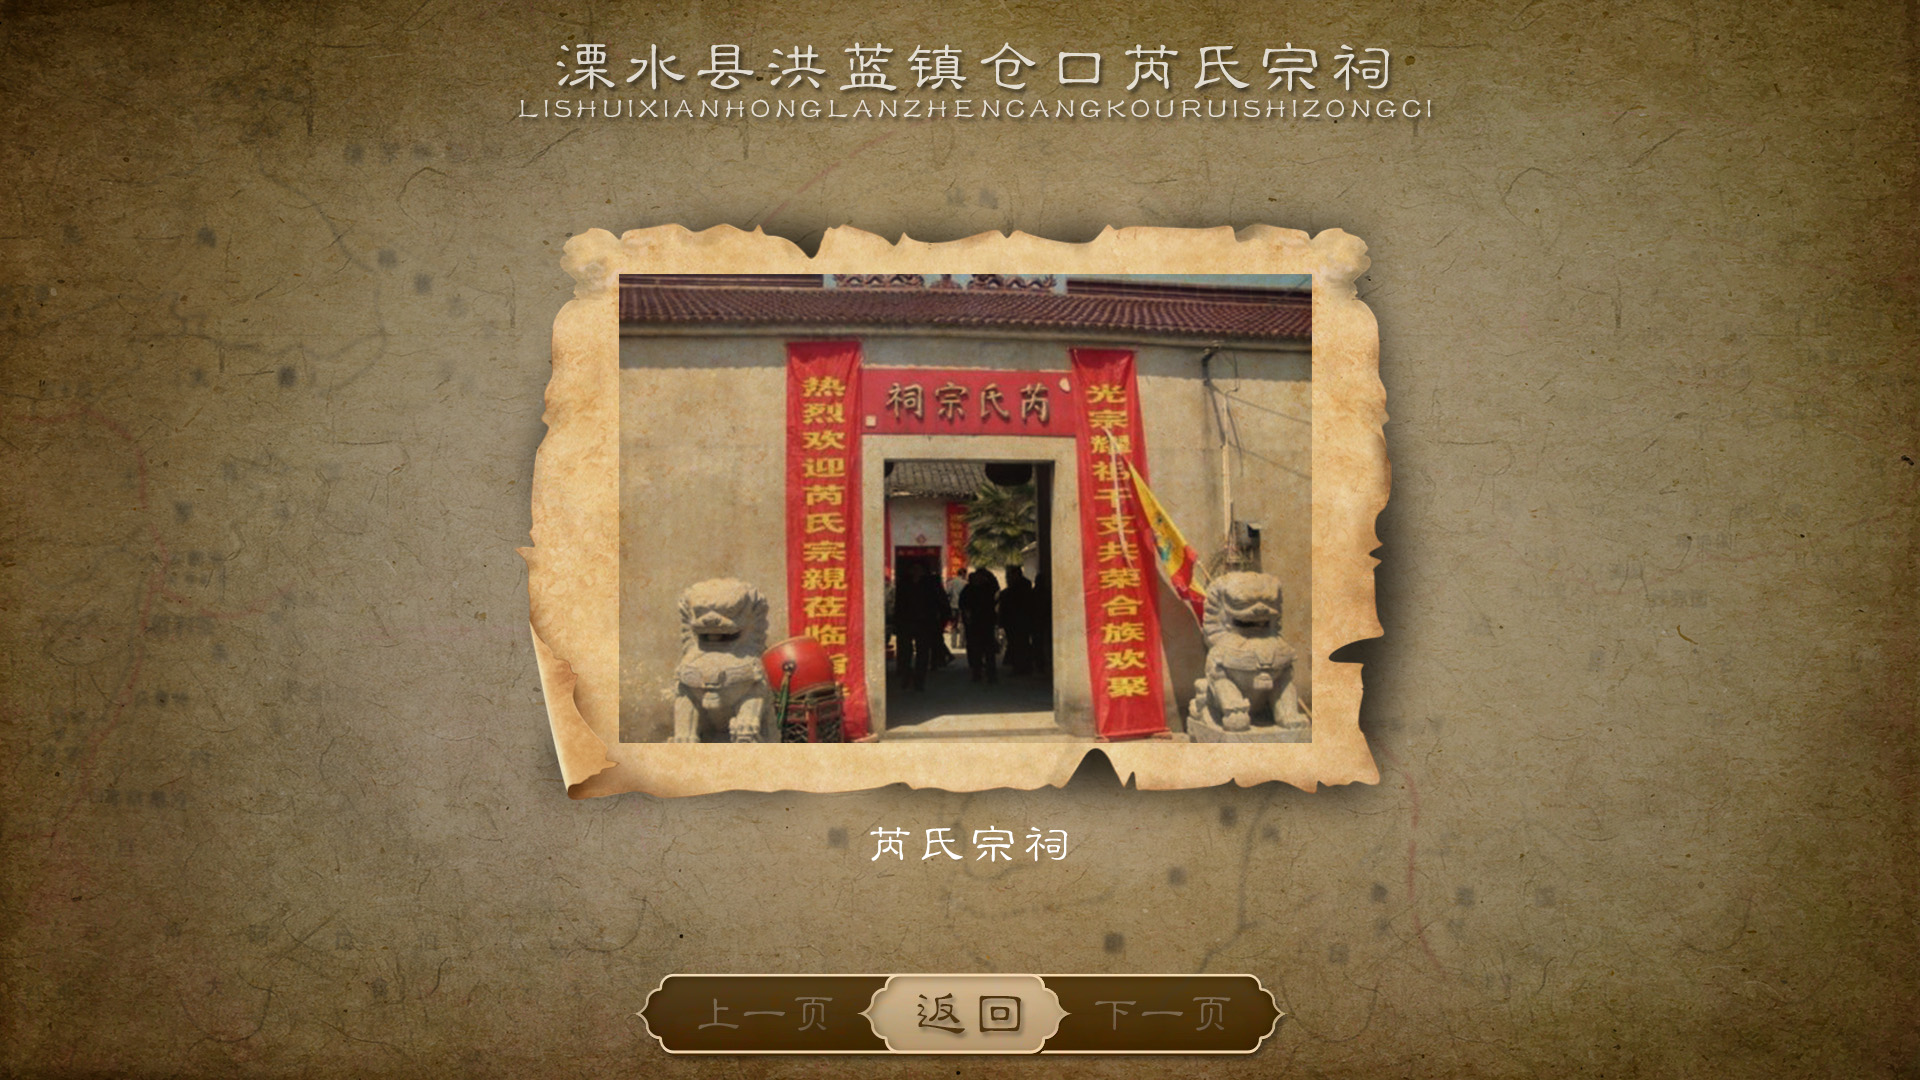 溧水县洪蓝镇仓口芮氏宗祠
LISHUIXIANHONGLANZHENCANGKOURUISHIZONGCI
祠宗氏芮
光宗耀祖千支共荣合族欢聚
热烈欢迎芮氏宗親莅临
芮氏宗祠
上一页
返回
下一页